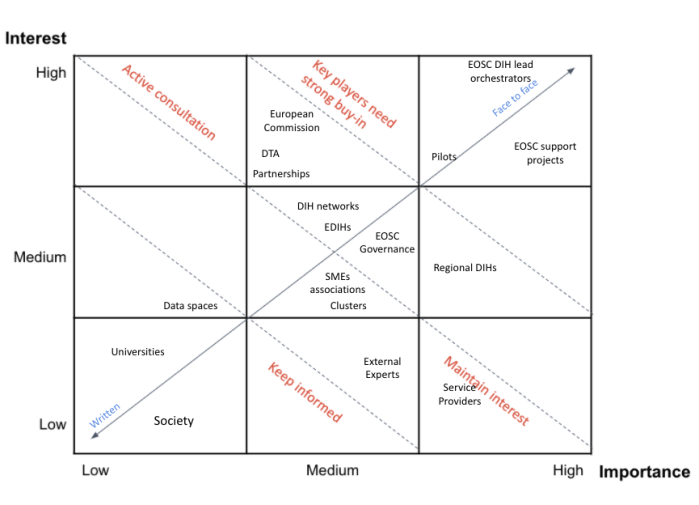 Interest
High
Active consultation
Key players need
strong buy-in
EOSC DIH lead
orchestrators
Face to face
European
Commission
DTA
Partnerships
Pilots
EOSC support
projects
Medium
DIH networks
EDIHs
EOSC
Governance
SMEs
associations
Clusters
Regional DIHs
Data spaces
Universities
External
Experts
Keep informed
Maintain interest
Service
Providers
Written
Society
Low
Low
Medium
High
Importance